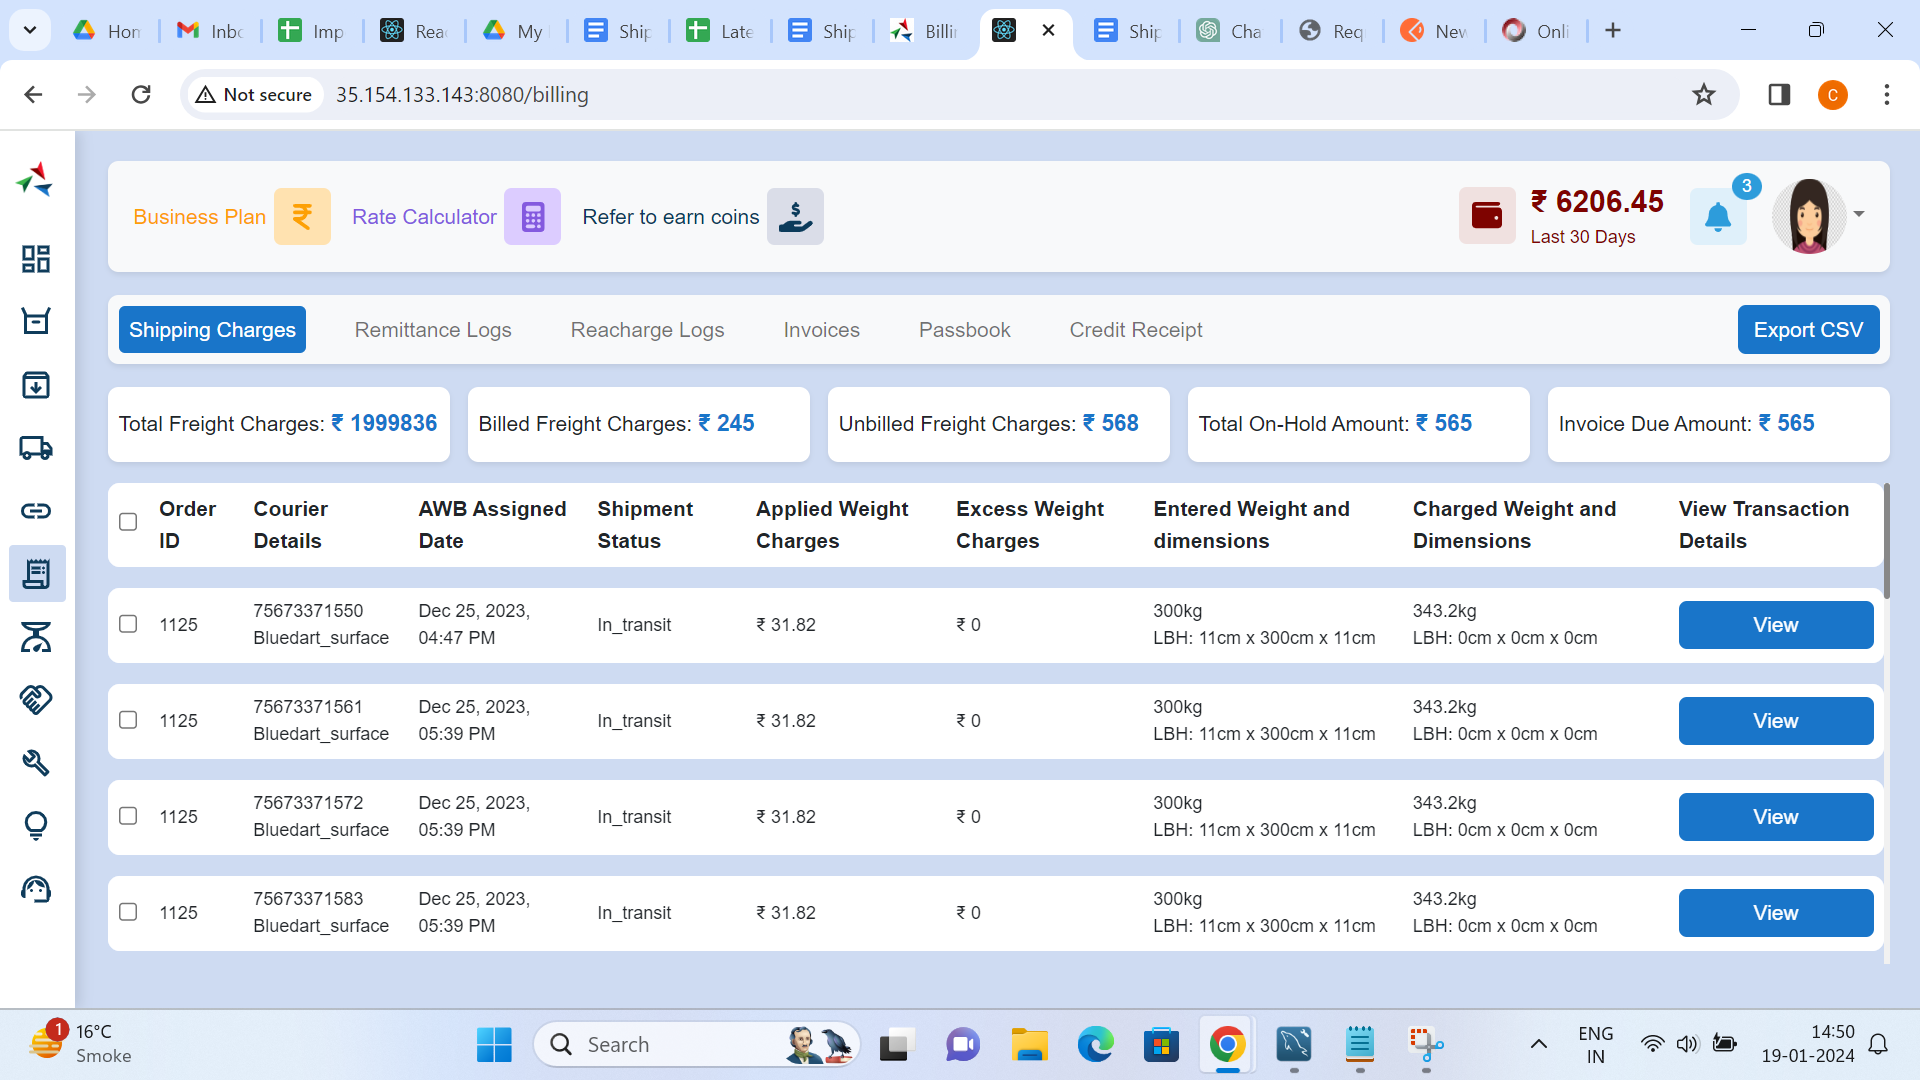 Hon
Inbo
Imp
Rea
My
Ship
Late
Ship
Billin
Ship
Cha
Req
New
Onli
Not secure
35.154.133.143:8080/billing
C
Business Plan
Rate Calculator
Refer to earn coins
₹ 6206.45
Last 30 Days
3
Shipping Charges
Remittance Logs
Reacharge Logs
Invoices
Passbook
Credit Receipt
Export CSV
Total Freight Charges: ₹ 1999836
Billed Freight Charges: ₹ 245
Unbilled Freight Charges: ₹ 568
Total On-Hold Amount: ₹ 565
Invoice Due Amount: ₹ 565
Order ID
Courier Details
AWB Assigned Date
Shipment Status
Applied Weight Charges
Excess Weight Charges
Entered Weight and dimensions
Charged Weight and Dimensions
View Transaction Details
1125
75673371550
Bluedart_surface
Dec 25, 2023,
04:47 PM
In_transit
₹ 31.82
₹ 0
300kg
LBH: 11cm x 300cm x 11cm
343.2kg
LBH: 0cm x 0cm x 0cm
View
1125
75673371561
Bluedart_surface
Dec 25, 2023,
05:39 PM
In_transit
₹ 31.82
₹ 0
300kg
LBH: 11cm x 300cm x 11cm
343.2kg
LBH: 0cm x 0cm x 0cm
View
1125
75673371572
Bluedart_surface
Dec 25, 2023,
05:39 PM
In_transit
₹ 31.82
₹ 0
300kg
LBH: 11cm x 300cm x 11cm
343.2kg
LBH: 0cm x 0cm x 0cm
View
1125
75673371583
Bluedart_surface
Dec 25, 2023,
05:39 PM
In_transit
₹ 31.82
₹ 0
300kg
LBH: 11cm x 300cm x 11cm
343.2kg
LBH: 0cm x 0cm x 0cm
View
1
16°C
Smoke
Search
ENG
IN
14:50
19-01-2024